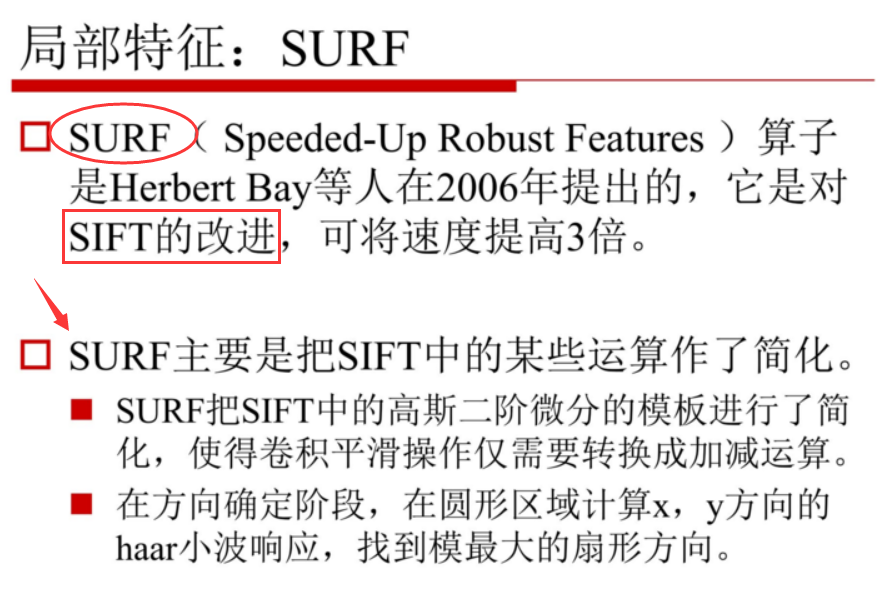 局部特征：SURF
SURF（ Speeded-Up Robust Features ）算子
是Herbert Bay等人在2006年提出的，它是对
SIFT的改进，可将速度提高3倍。
SURF主要是把SIFT中的某些运算作了简化。
SURF把SIFT中的高斯二阶微分的模板进行了简
化，使得卷积平滑操作仅需要转换成加减运算。
在方向确定阶段，在圆形区域计算x，y方向的
haar小波响应，找到模最大的扇形方向。